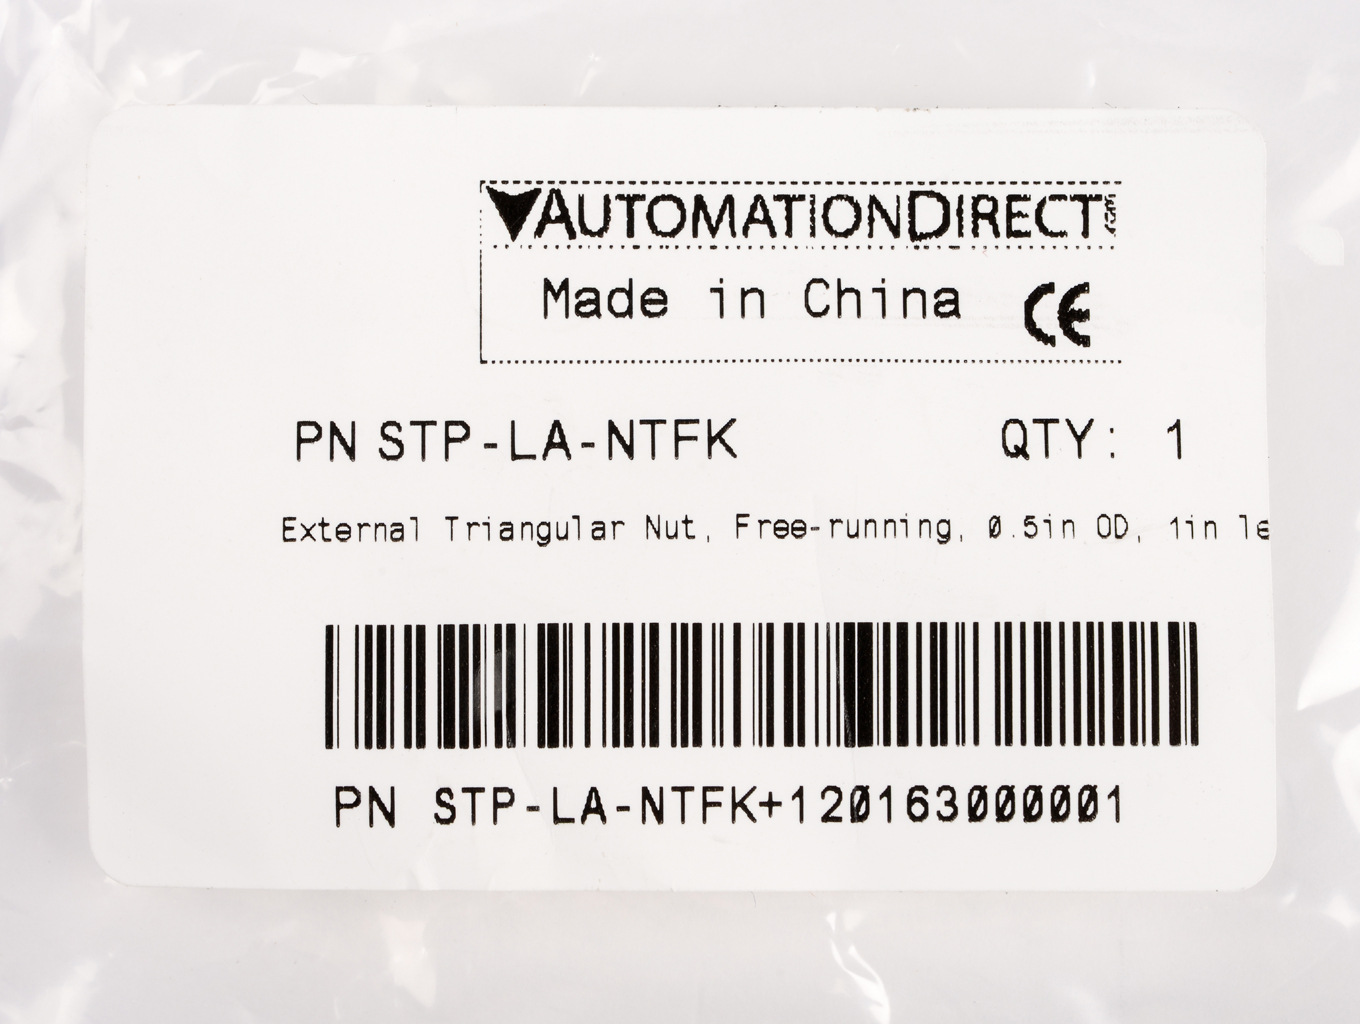 AUTOMATIONDIRECT
Made in China CE
PN STP-LA-NTFK QTY: 1
External Triangular Nut, Free-running, 0.5in OD, 1in le
PN STP-LA-NTFK+120163000001